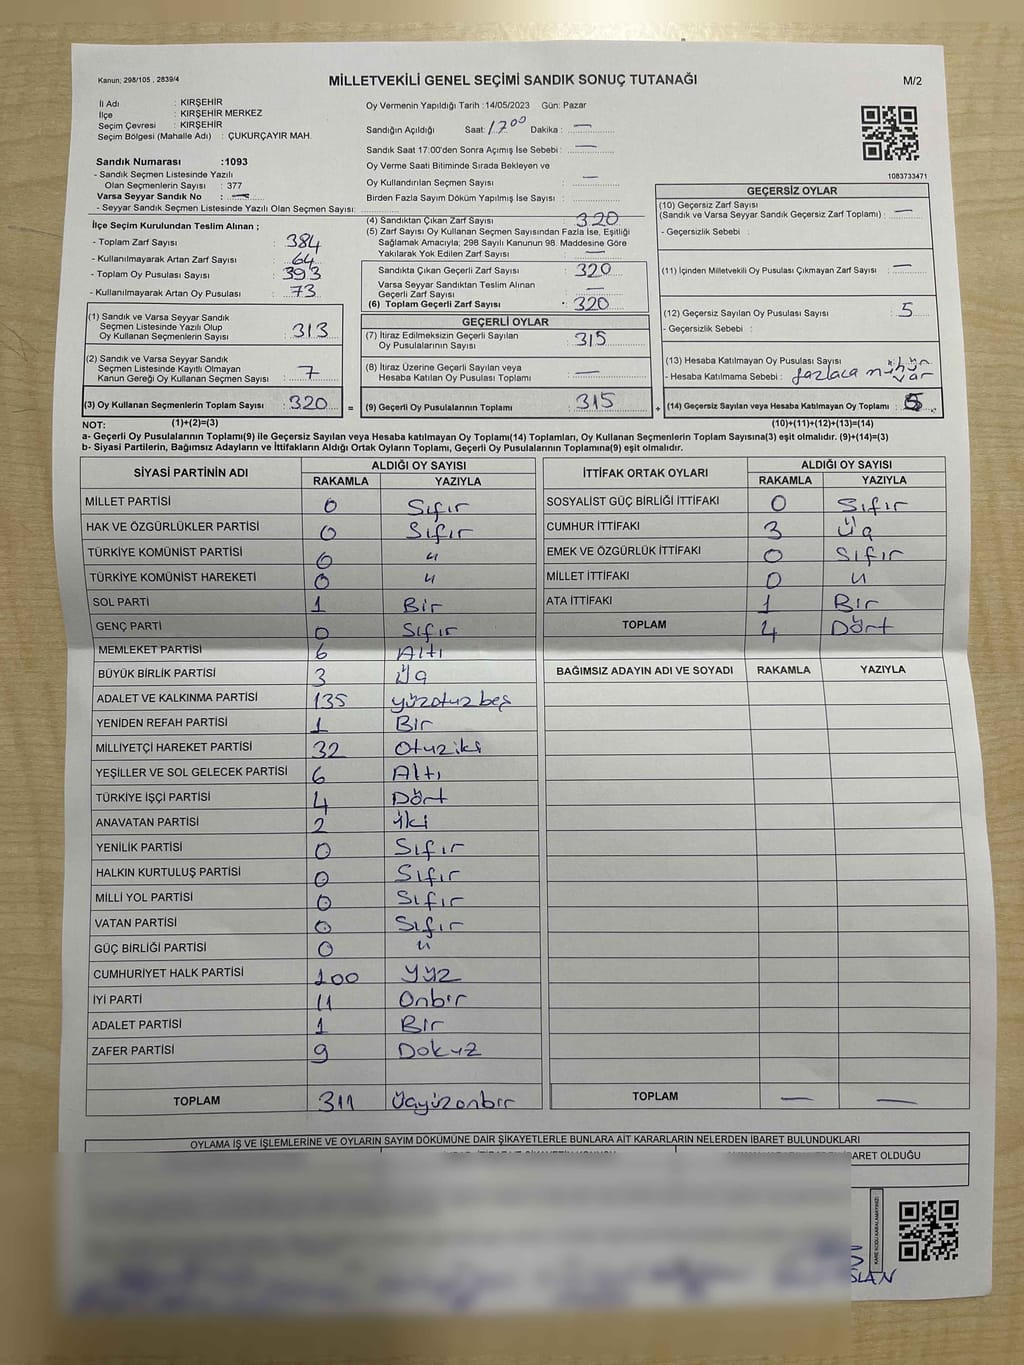 Kanun; 298/105 , 2839/4
MİLLETVEKİLİ GENEL SEÇİMİ SANDIK SONUÇ TUTANAĞI
M/2
İl Adı : KIRŞEHİR
İlçe : KIRŞEHİR MERKEZ
Seçim Çevresi : KIRŞEHİR
Seçim Bölgesi (Mahalle Adı) : ÇUKURÇAYIR MAH.
Sandık Numarası :1093
- Sandık Seçmen Listesinde Yazılı
Olan Seçmenlerin Sayısı : 377
Varsa Seyyar Sandık No : —
- Seyyar Sandık Seçmen Listesinde Yazılı Olan Seçmen Sayısı:
Oy Vermenin Yapıldığı Tarih :14/05/2023 Gün: Pazar
Sandığın Açıldığı Saat: 17 00 Dakika : —
Sandık Saat 17:00'den Sonra Açımış İse Sebebi : —
Oy Verme Saati Bitiminde Sırada Bekleyen ve
Oy Kullandırılan Seçmen Sayısı : —
Birden Fazla Sayım Döküm Yapılmış İse Sayısı :
1083733471
İlçe Seçim Kurulundan Teslim Alınan ;
- Toplam Zarf Sayısı : 384
- Kullanılmayarak Artan Zarf Sayısı : 64
- Toplam Oy Pusulası Sayısı : 393
- Kullanılmayarak Artan Oy Pusulası : 73
(1) Sandık ve Varsa Seyyar Sandık
Seçmen Listesinde Yazılı Olup
Oy Kullanan Seçmenlerin Sayısı : 313
(2) Sandık ve Varsa Seyyar Sandık
Seçmen Listesinde Kayıtlı Olmayan
Kanun Gereği Oy Kullanan Seçmen Sayısı : 7
(3) Oy Kullanan Seçmenlerin Toplam Sayısı : 320
(1)+(2)=(3)
(4) Sandıktan Çıkan Zarf Sayısı : 320
(5) Zarf Sayısı Oy Kullanan Seçmen Sayısından Fazla İse, Eşitliği
Sağlamak Amacıyla; 298 Sayılı Kanunun 98. Maddesine Göre
Yakılarak Yok Edilen Zarf Sayısı : —
Sandıkta Çıkan Geçerli Zarf Sayısı : 320
Varsa Seyyar Sandıktan Teslim Alınan
Geçerli Zarf Sayısı : —
(6) Toplam Geçerli Zarf Sayısı : 320
GEÇERLİ OYLAR
(7) İtiraz Edilmeksizin Geçerli Sayılan
Oy Pusulalarının Sayısı : 315
(8) İtiraz Üzerine Geçerli Sayılan veya
Hesaba Katılan Oy Pusulası Toplamı : —
= (9) Geçerli Oy Pusulalarının Toplamı : 315
GEÇERSİZ OYLAR
(10) Geçersiz Zarf Sayısı
(Sandık ve Varsa Seyyar Sandık Geçersiz Zarf Toplamı) : —
- Geçersizlik Sebebi :
(11) İçinden Milletvekili Oy Pusulası Çıkmayan Zarf Sayısı : —
(12) Geçersiz Sayılan Oy Pusulası Sayısı : 5
- Geçersizlik Sebebi :
(13) Hesaba Katılmayan Oy Pusulası Sayısı :
- Hesaba Katılmama Sebebi : fazlaca mühür var
+ (14) Geçersiz Sayılan veya Hesaba Katılmayan Oy Toplamı : 5
(10)+(11)+(12)+(13)=(14)
NOT:
a- Geçerli Oy Pusulalarının Toplamı(9) ile Geçersiz Sayılan veya Hesaba katılmayan Oy Toplamı(14) Toplamları, Oy Kullanan Seçmenlerin Toplam Sayısına(3) eşit olmalıdır. (9)+(14)=(3)
b- Siyasi Partilerin, Bağımsız Adayların ve İttifakların Aldığı Ortak Oyların Toplamı, Geçerli Oy Pusulalarının Toplamına(9) eşit olmalıdır.
SİYASİ PARTİNİN ADI ALDIĞI OY SAYISI
RAKAMLA YAZIYLA
MİLLET PARTİSİ 0 Sıfır
HAK VE ÖZGÜRLÜKLER PARTİSİ 0 Sıfır
TÜRKİYE KOMÜNİST PARTİSİ 0 "
TÜRKİYE KOMÜNİST HAREKETİ 0 "
SOL PARTİ 1 Bir
GENÇ PARTİ 0 Sıfır
MEMLEKET PARTİSİ 6 Altı
BÜYÜK BİRLİK PARTİSİ 3 Üç
ADALET VE KALKINMA PARTİSİ 135 yüzotuzbeş
YENİDEN REFAH PARTİSİ 1 Bir
MİLLİYETÇİ HAREKET PARTİSİ 32 Otuziki
YEŞİLLER VE SOL GELECEK PARTİSİ 6 Altı
TÜRKİYE İŞÇİ PARTİSİ 4 Dört
ANAVATAN PARTİSİ 2 iki
YENİLİK PARTİSİ 0 Sıfır
HALKIN KURTULUŞ PARTİSİ 0 Sıfır
MİLLİ YOL PARTİSİ 0 Sıfır
VATAN PARTİSİ 0 Sıfır
GÜÇ BİRLİĞİ PARTİSİ 0 "
CUMHURİYET HALK PARTİSİ 100 Yüz
İYİ PARTİ 11 Onbir
ADALET PARTİSİ 1 Bir
ZAFER PARTİSİ 9 Dokuz
TOPLAM 311 Üçyüzonbir
İTTİFAK ORTAK OYLARI ALDIĞI OY SAYISI
RAKAMLA YAZIYLA
SOSYALİST GÜÇ BİRLİĞİ İTTİFAKI 0 Sıfır
CUMHUR İTTİFAKI 3 Üç
EMEK VE ÖZGÜRLÜK İTTİFAKI 0 Sıfır
MİLLET İTTİFAKI 0 "
ATA İTTİFAKI 1 Bir
TOPLAM 4 Dört
BAĞIMSIZ ADAYIN ADI VE SOYADI RAKAMLA YAZIYLA
TOPLAM — —
OYLAMA İŞ VE İŞLEMLERİNE VE OYLARIN SAYIM DÖKÜMÜNE DAİR ŞİKAYETLERLE BUNLARA AİT KARARLARIN NELERDEN İBARET BULUNDUKLARI
OLDUĞU
KARE KODU KARALAMAYINIZ!